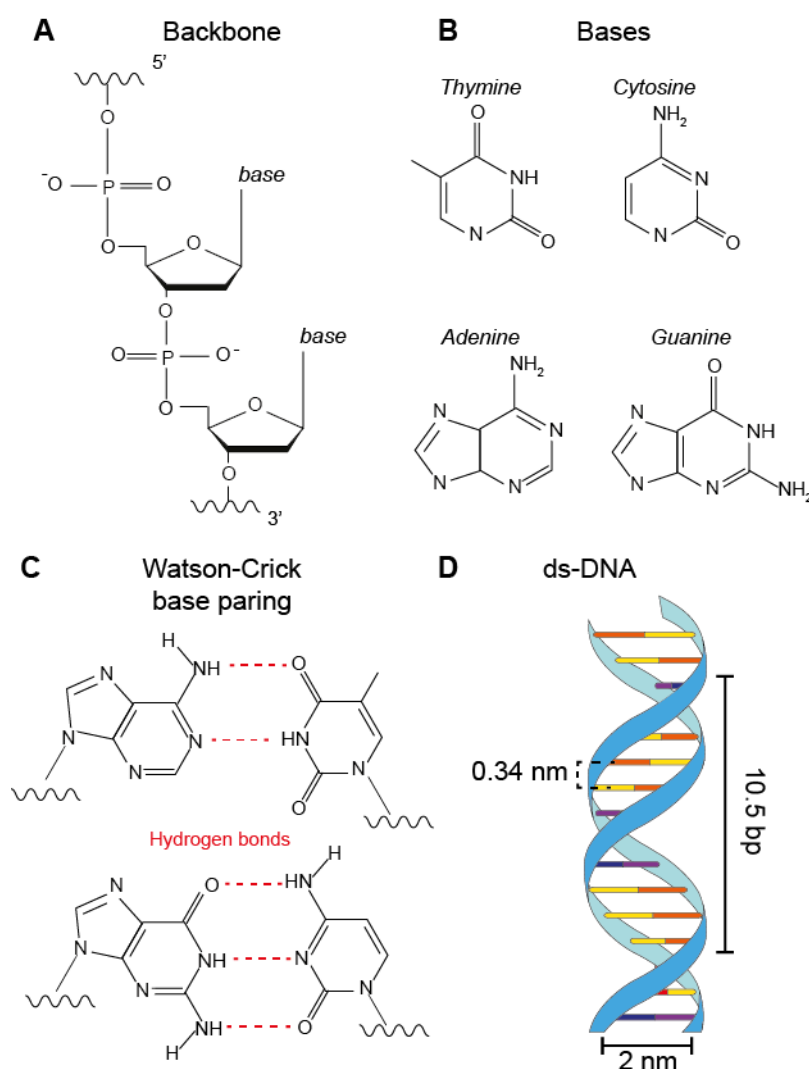 A Backbone
5'
O
⁻O P O
base
O
O
O
base
O P O⁻
O
O
O
3'
B Bases
Thymine
O
NH
N
O
Cytosine
NH₂
N
N
O
Adenine
NH₂
N
N
N
N
Guanine
O
N
NH
N
N
NH₂
C Watson-Crick
base paring
H
NH
O
N
N
N
N
HN
N
O
Hydrogen bonds
H
N
O
HN
N
NH
N
N
N
NH
O
H
D ds-DNA
0.34 nm
10.5 bp
2 nm